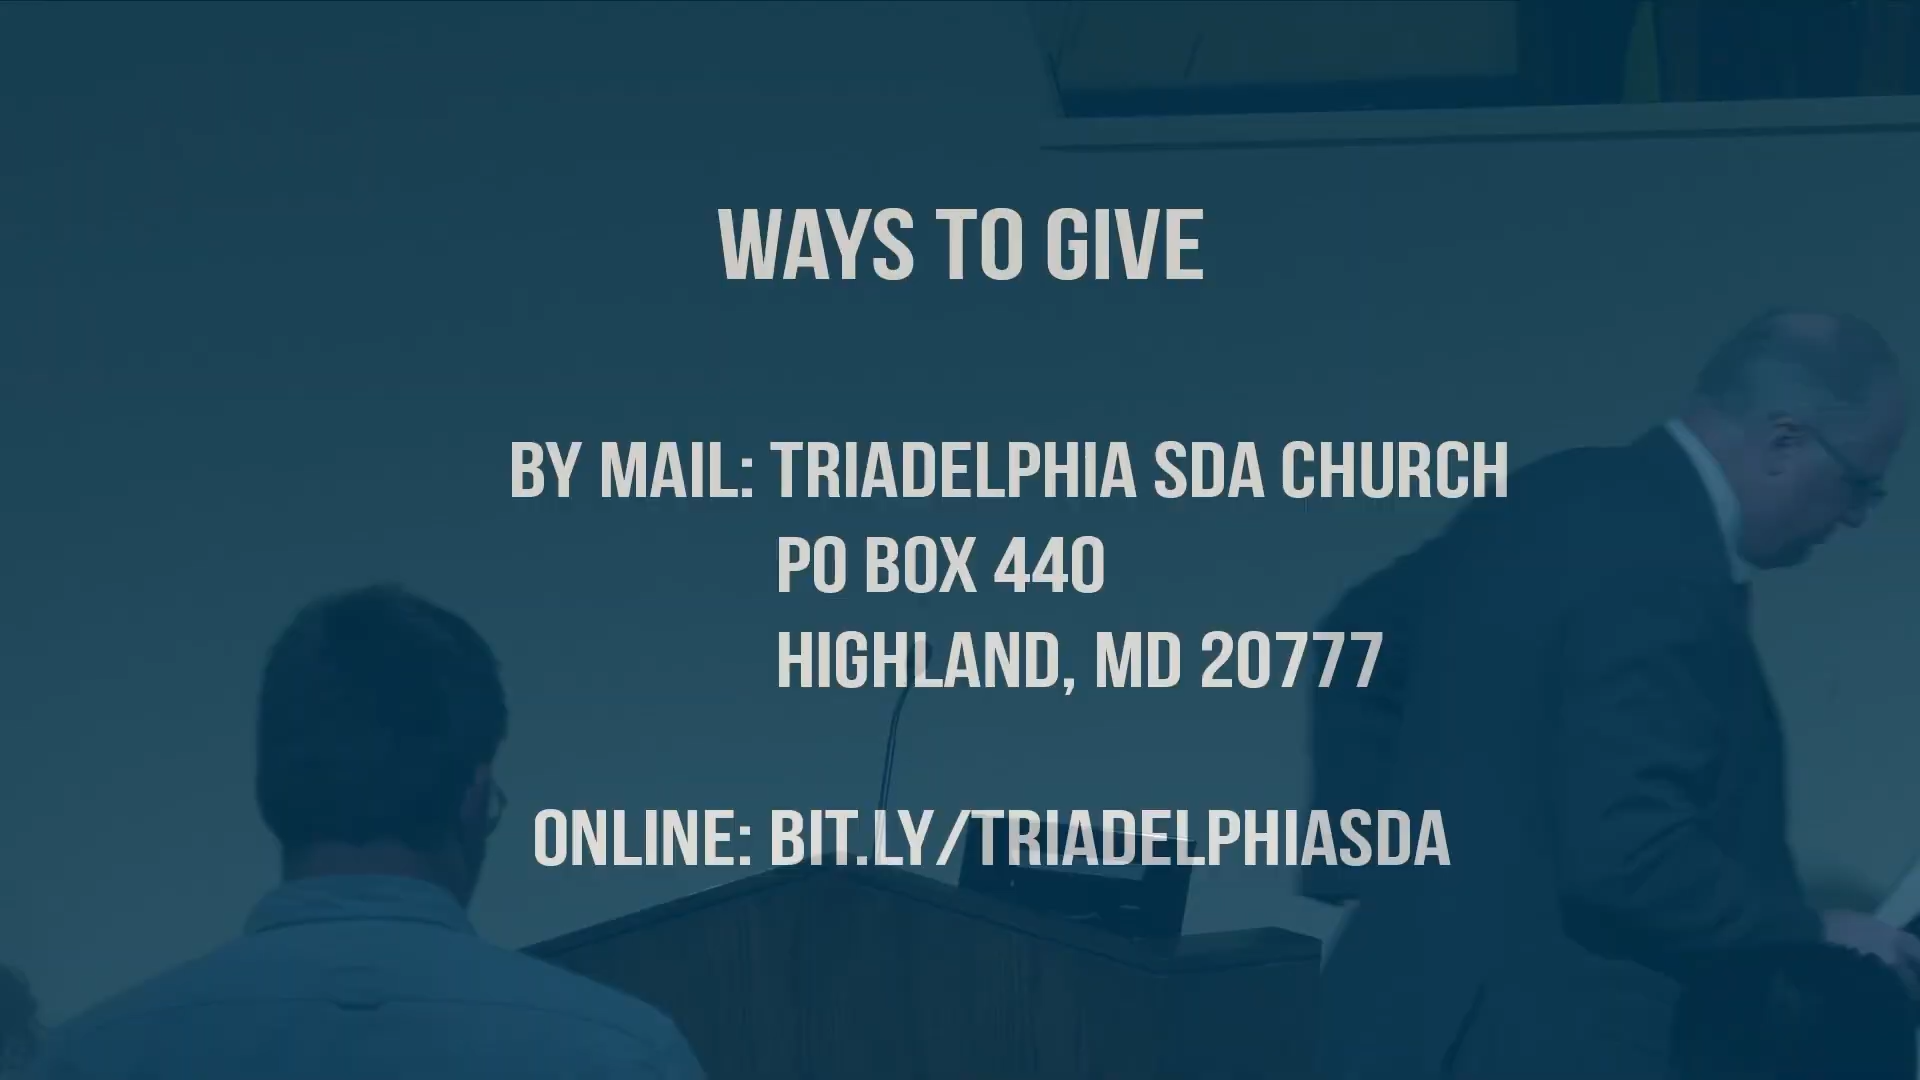 WAYS TO GIVE
BY MAIL: TRIADELPHIA SDA CHURCH
PO BOX 440
HIGHLAND, MD 20777
ONLINE: BIT.LY/TRIADELPHIASDA